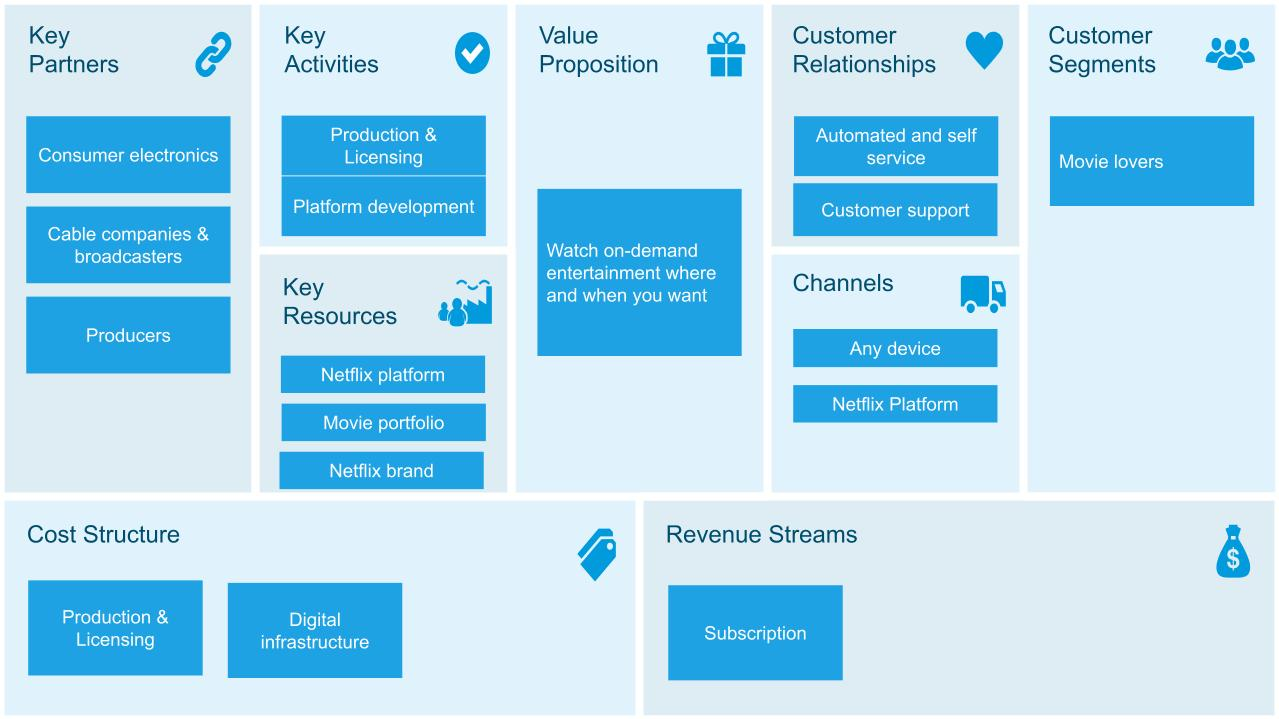 Key
Partners
Consumer electronics
Cable companies &
broadcasters
Producers
Key
Activities
Production &
Licensing
Platform development
Key
Resources
Netflix platform
Movie portfolio
Netflix brand
Value
Proposition
Watch on-demand
entertainment where
and when you want
Customer
Relationships
Automated and self
service
Customer support
Channels
Any device
Netflix Platform
Customer
Segments
Movie lovers
Cost Structure
Production &
Licensing
Digital
infrastructure
Revenue Streams
$
Subscription